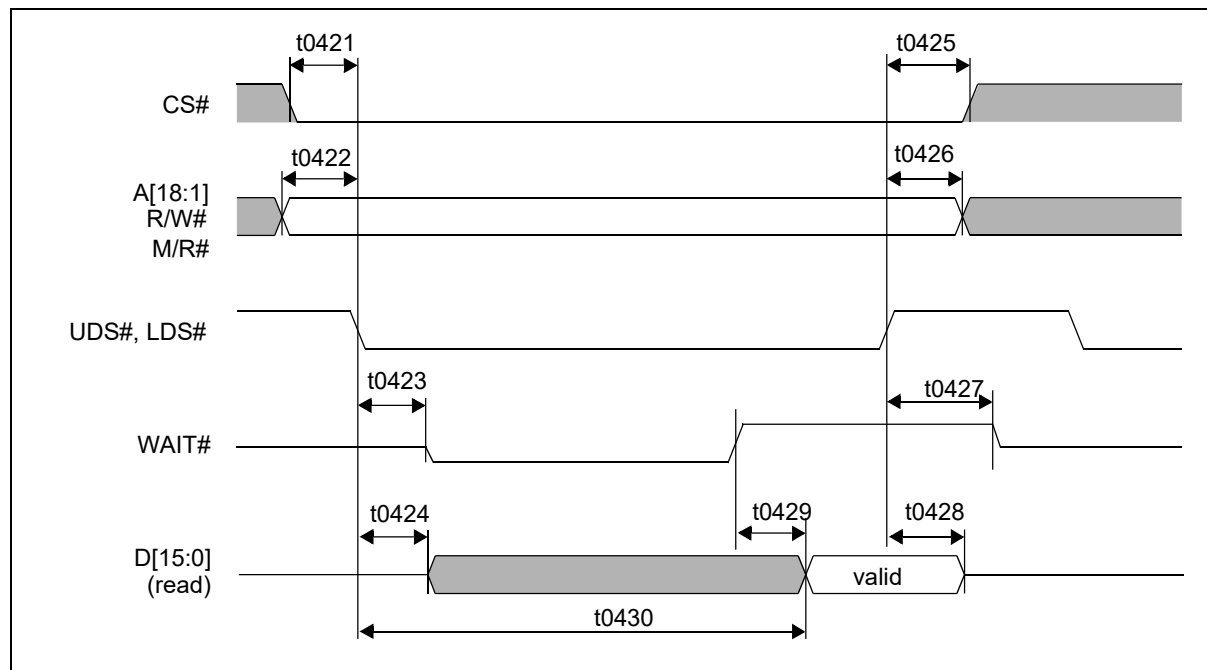 t0421
t0425
CS#
t0422
t0426
A[18:1]
R/W#
M/R#
UDS#, LDS#
t0423
t0427
WAIT#
t0424
t0429
t0428
D[15:0]
(read)
valid
t0430